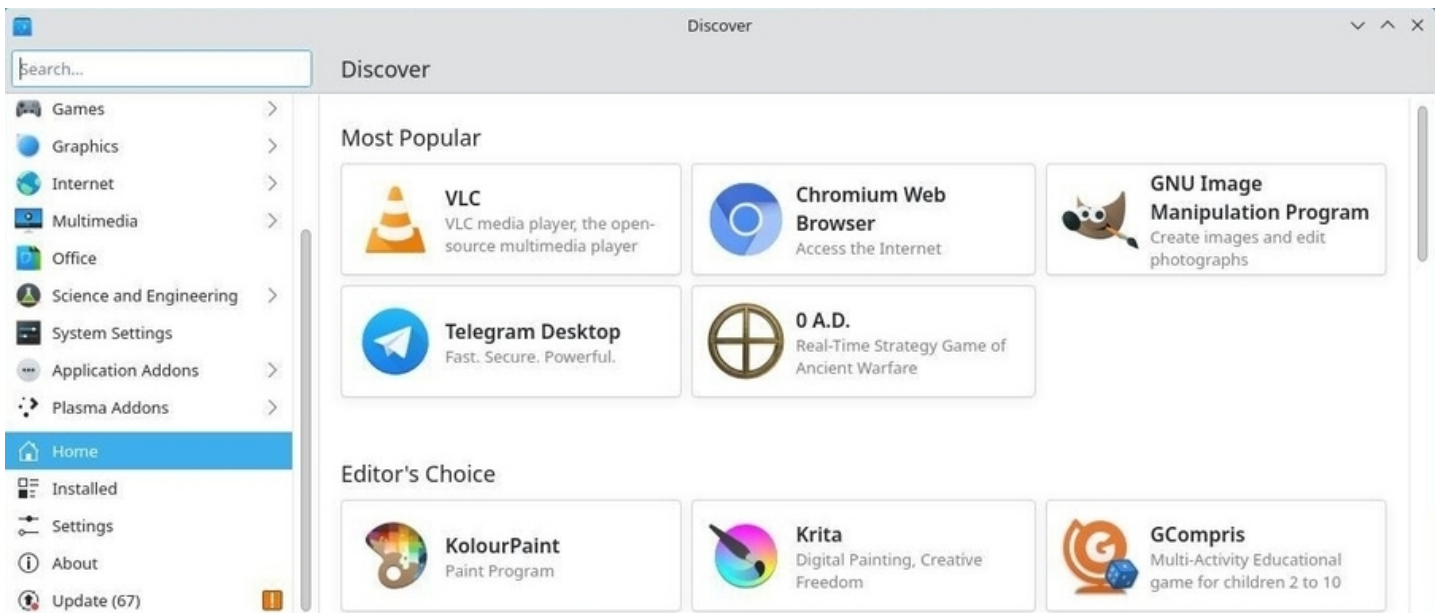 Discover
Search...
Discover
Games
Graphics
Internet
Multimedia
Office
Science and Engineering
System Settings
Application Addons
Plasma Addons
Home
Installed
Settings
About
Update (67)
Most Popular
VLC
VLC media player, the open-
source multimedia player
Chromium Web
Browser
Access the Internet
GNU Image
Manipulation Program
Create images and edit
photographs
Telegram Desktop
Fast. Secure. Powerful.
0 A.D.
Real-Time Strategy Game of
Ancient Warfare
Editor's Choice
KolourPaint
Paint Program
Krita
Digital Painting, Creative
Freedom
GCompris
Multi-Activity Educational
game for children 2 to 10